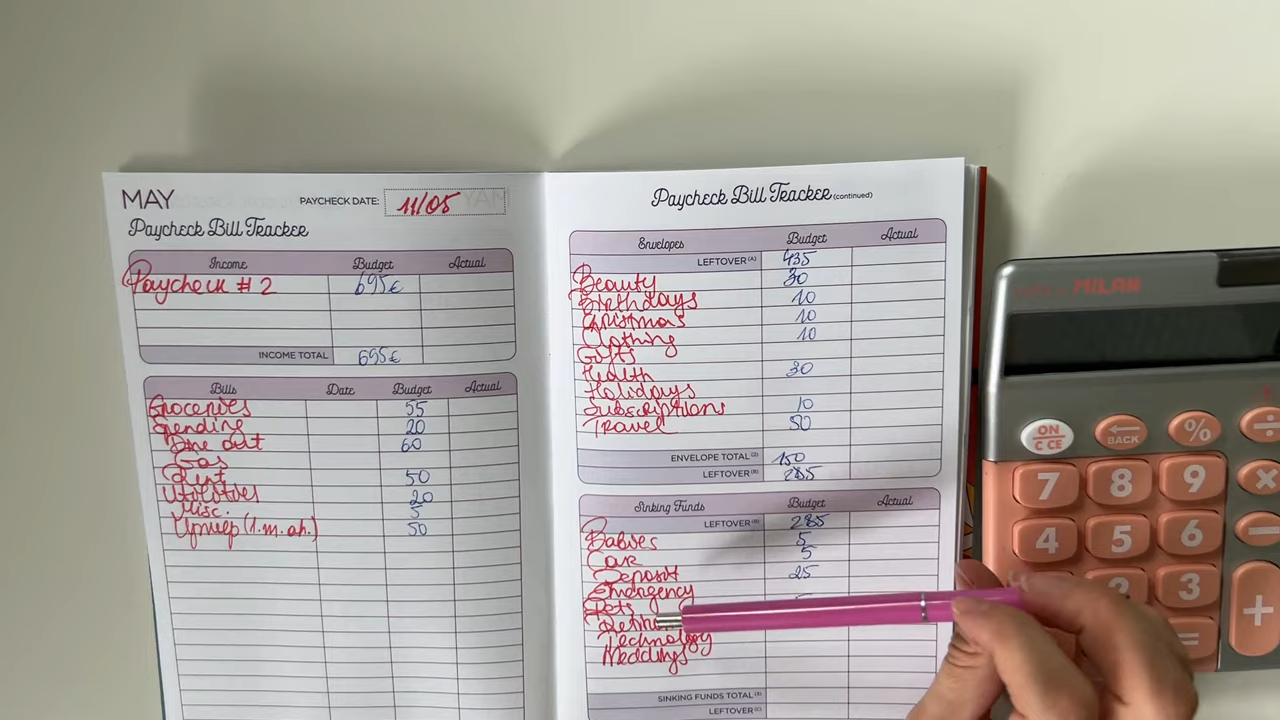 MAY PAYCHECK DATE: 11/05
Paycheck Bill Tracker
Income Budget Actual
Paycheck # 2 695€
INCOME TOTAL 695€
Bills Date Budget Actual
Groceries 55
Spending 20
Dine out 60
Gas
Rent 50
Utilities 20
Misc. 5
(1.m.ah.) 50
Paycheck Bill Tracker (continued)
Envelopes Budget Actual
LEFTOVER (A) 435
Beauty 30
Birthdays 10
Christmas 10
Clothing 10
Gifts
Health 30
Holidays
Subscriptions 10
Travel 50
ENVELOPE TOTAL (2) 150
LEFTOVER (B) 285
Sinking Funds Budget Actual
LEFTOVER (B) 285
Babies 5
Car 5
Deposit 25
Emergency
Pets
Technology
Weddings
SINKING FUNDS TOTAL (3)
LEFTOVER (C)
MILAN
ON
C CE
BACK
%
÷
7 8 9 ×
4 5 6 −
2 3 +
=